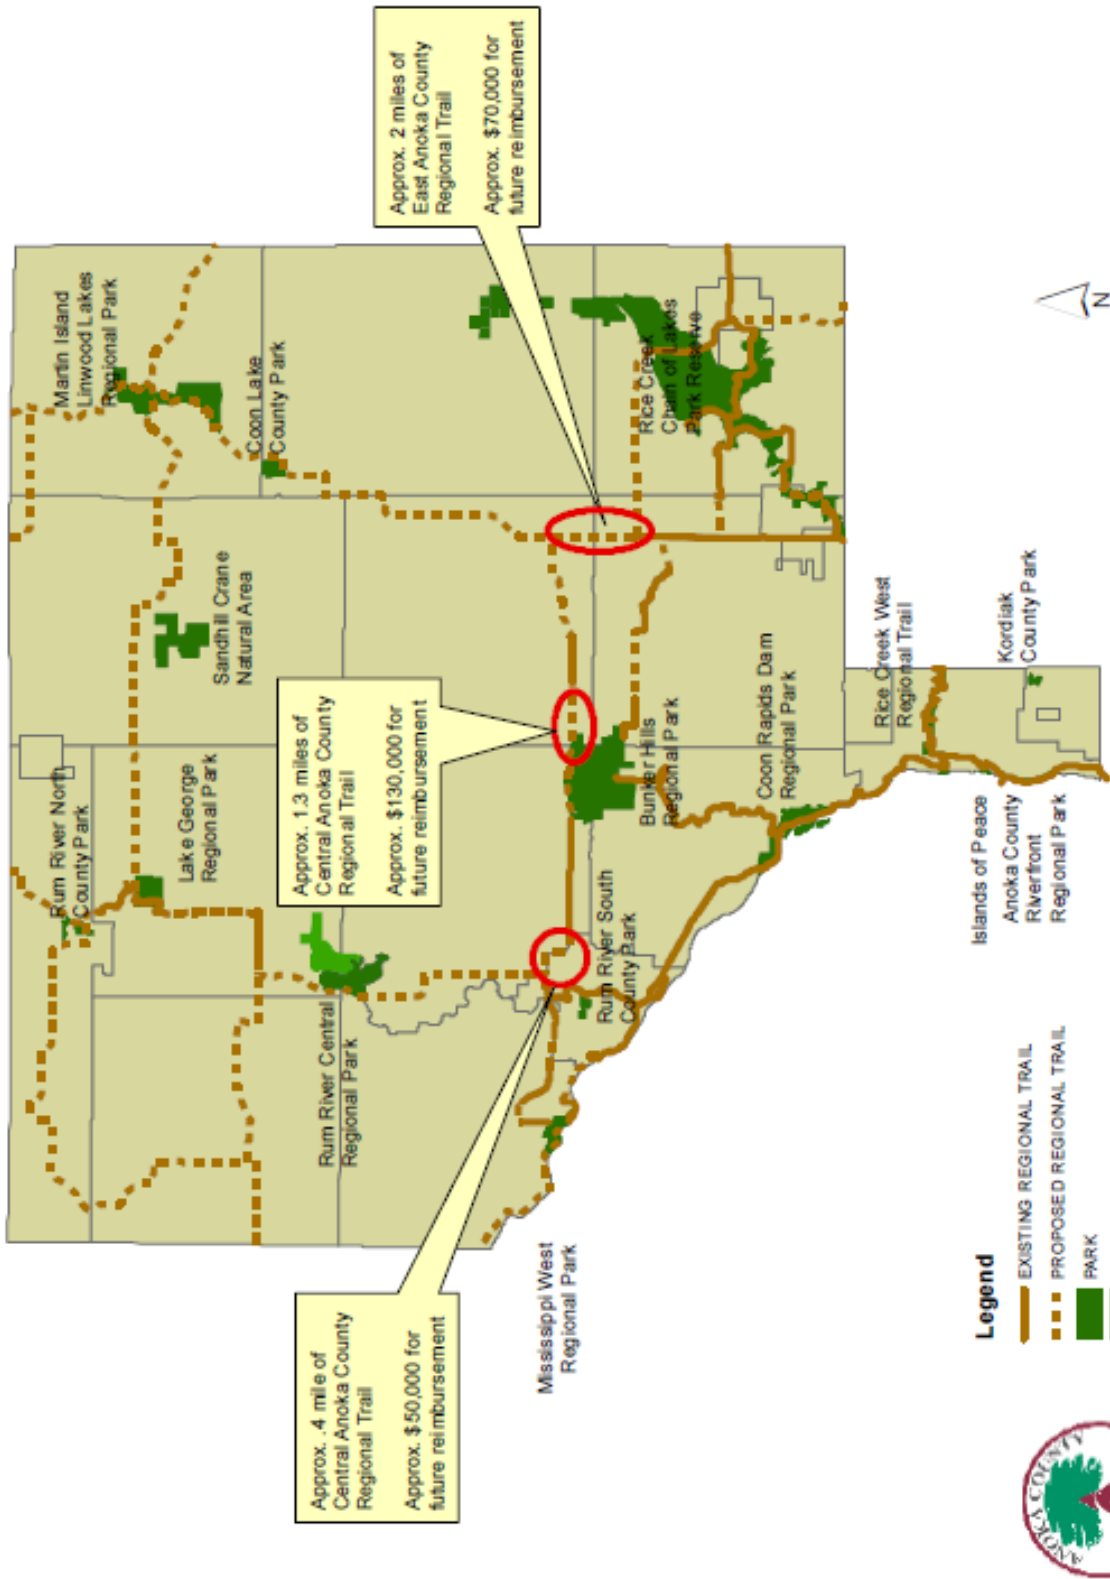 Approx. 2 miles of
East Anoka County
Regional Trail
Approx. $70,000 for
future reimbursement
Martin Island
Linwood Lakes
Regional Park
Coon Lake
County Park
Sandhill Crane
Natural Area
Rum River North
County Park
Lake George
Regional Park
Approx. 1.3 miles of
Central Anoka County
Regional Trail
Approx. $130,000 for
future reimbursement
Rum River Central
Regional Park
Approx. .4 mile of
Central Anoka County
Regional Trail
Approx. $50,000 for
future reimbursement
Mississippi West
Regional Park
Rum River South
County Park
Bunker Hills
Regional Park
Rice Creek
Chain of Lakes
Park Reserve
Coon Rapids Dam
Regional Park
Rice Creek West
Regional Trail
Kordiak
County Park
Islands of Peace
Anoka County
Riverfront
Regional Park
N
Legend
EXISTING REGIONAL TRAIL
PROPOSED REGIONAL TRAIL
PARK
ANOKA COUNTY